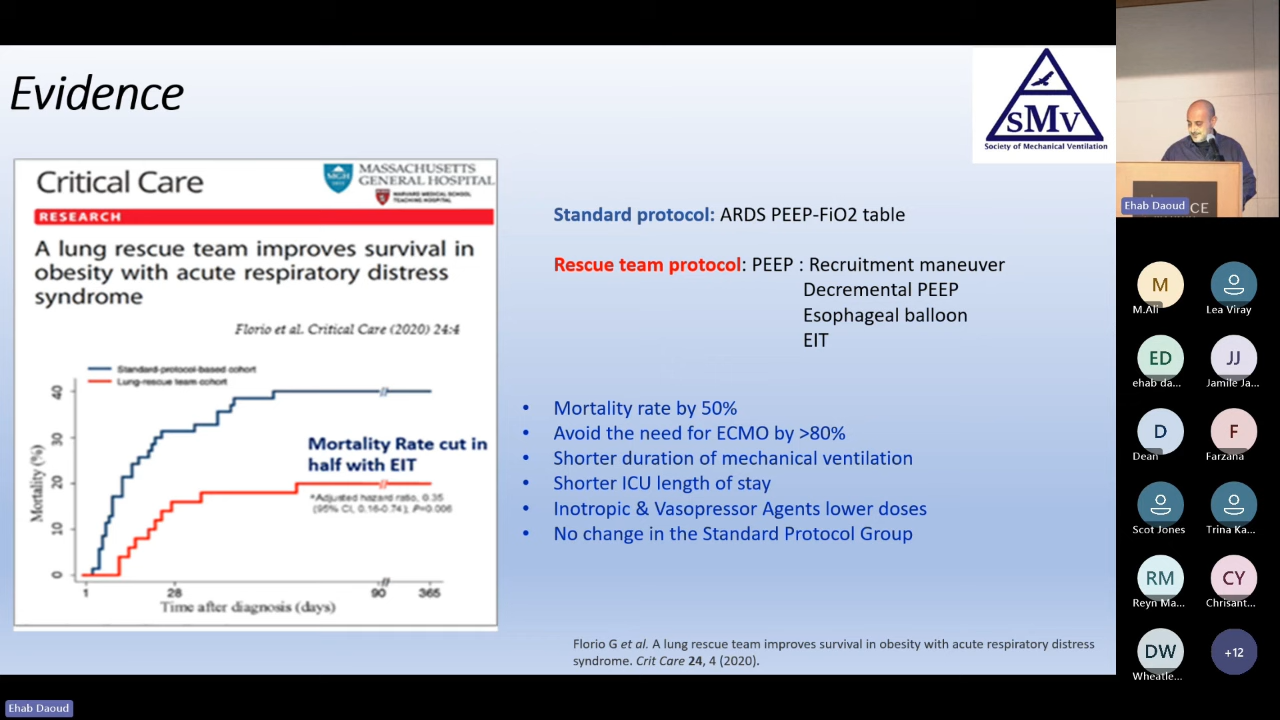 Evidence
sMv
Society of Mechanical Ventilation
Critical Care
MGH
1811
MASSACHUSETTS
GENERAL HOSPITAL
HARVARD MEDICAL SCHOOL
TEACHING HOSPITAL
RESEARCH
A lung rescue team improves survival in
obesity with acute respiratory distress
syndrome
Florio et al. Critical Care (2020) 24:4
Standard-protocol-based cohort
Lung-rescue team cohort
Mortality (%)
40
30
20
10
0
Mortality Rate cut in
half with EIT
*Adjusted hazard ratio, 0.35
(95% CI, 0.16-0.74), P=0.006
1
28
90
365
Time after diagnosis (days)
Standard protocol: ARDS PEEP-FiO2 table
Rescue team protocol: PEEP : Recruitment maneuver
Decremental PEEP
Esophageal balloon
EIT
• Mortality rate by 50%
• Avoid the need for ECMO by >80%
• Shorter duration of mechanical ventilation
• Shorter ICU length of stay
• Inotropic & Vasopressor Agents lower doses
• No change in the Standard Protocol Group
Florio G et al. A lung rescue team improves survival in obesity with acute respiratory distress
syndrome. Crit Care 24, 4 (2020).
Ehab Daoud
CE
M
M.Ali
Lea Viray
ED
ehab da...
JJ
Jamile Ja...
D
Dean
F
Farzana
Scot Jones
Trina Ka...
RM
Reyn Ma...
CY
Chrisant...
DW
Wheatle...
+12
Ehab Daoud